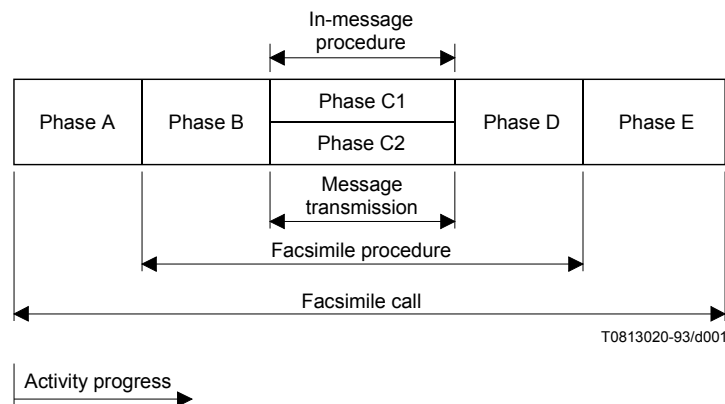 In-message
procedure
Phase A
Phase B
Phase C1
Phase C2
Phase D
Phase E
Message
transmission
Facsimile procedure
Facsimile call
T0813020-93/d001
Activity progress